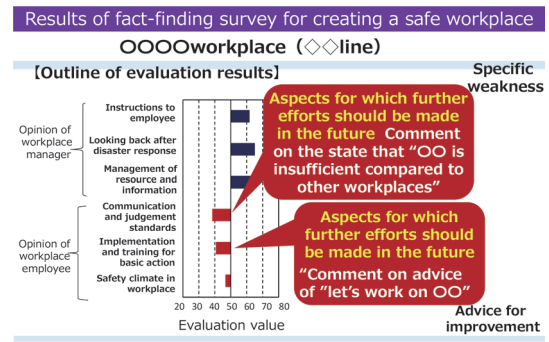 Results of fact-finding survey for creating a safe workplace
OOOOworkplace（◇◇line）
【Outline of evaluation results】
Specific
weakness
Opinion of
workplace
manager
Instructions to
employee
Looking back after
disaster response
Management of
resource and
information
Opinion of
workplace
employee
Communication
and judgement
standards
Implementation
and training for
basic action
Safety climate in
workplace
20 30 40 50 60 70 80
Evaluation value
Aspects for which further
efforts should be made
in the future Comment
on the state that “OO is
insufficient compared to
other workplaces”
Aspects for which
further efforts should
be made in the future
“Comment on advice
of ”let’s work on OO”
Advice for
improvement